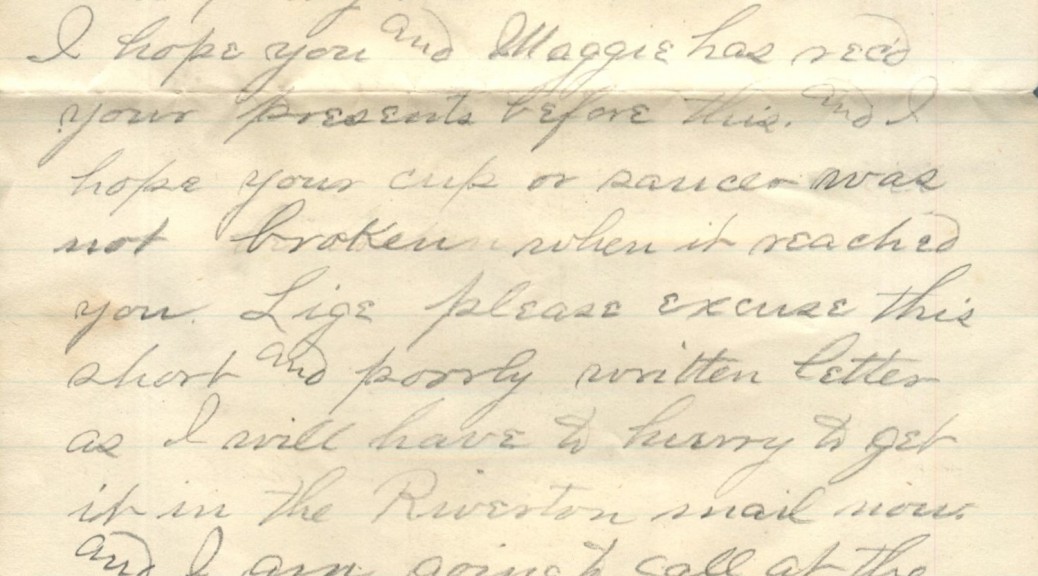 I hope you and Maggie has rec'd
your presents before this. and I
hope your cup or saucer was
not broken when it reached
you. Lige please excuse this
short and porrly written letter
as I will have to hurry to get
it in the Riverton mail now.
and I am going to call at the